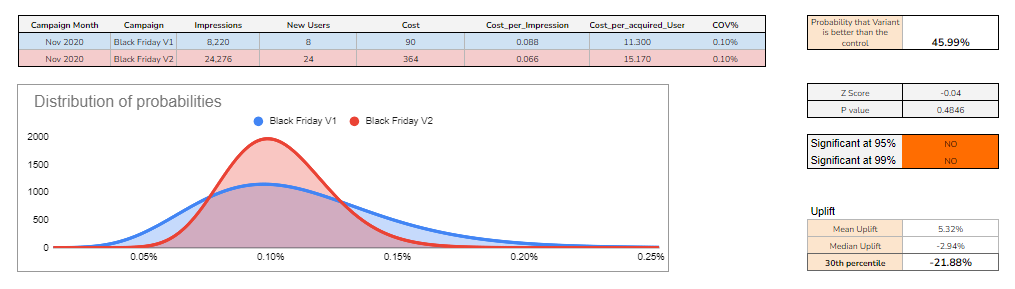 Campaign Month Campaign Impressions New Users Cost Cost_per_Impression Cost_per_acquired_User COV%
Nov 2020 Black Friday V1 8,220 8 90 0.088 11.300 0.10%
Nov 2020 Black Friday V2 24,276 24 364 0.066 15.170 0.10%
Probability that Variant
is better than the
control
45.99%
Distribution of probabilities
Black Friday V1 Black Friday V2
2000
1500
1000
500
0
0.05% 0.10% 0.15% 0.20% 0.25%
Z Score -0.04
P value 0.4846
Significant at 95% NO
Significant at 99% NO
Uplift
Mean Uplift 5.32%
Median Uplift -2.94%
30th percentile -21.88%